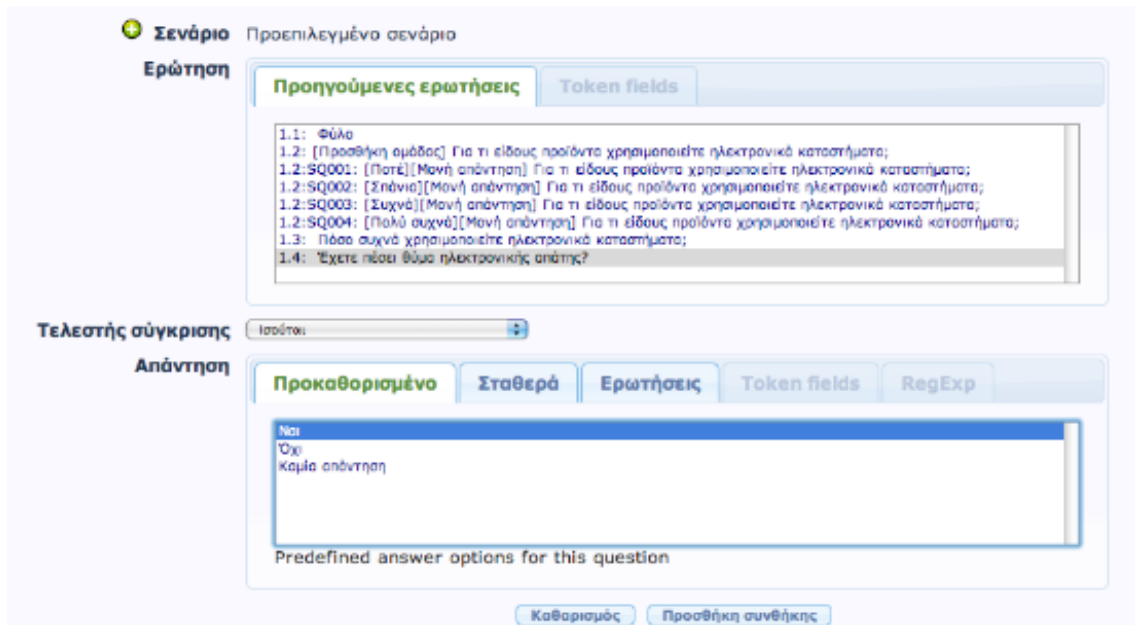 Σενάριο Προεπιλεγμένο σενάριο
Ερώτηση
Προηγούμενες ερωτήσεις Token fields
1.1: Φύλο
1.2: [Προσθήκη ομάδας] Για τι είδους προϊόντα χρησιμοποιείτε ηλεκτρονικά καταστήματα;
1.2:SQ001: [Ποτέ][Μονή απάντηση] Για τι είδους προϊόντα χρησιμοποιείτε ηλεκτρονικά καταστήματα;
1.2:SQ002: [Σπάνια][Μονή απάντηση] Για τι είδους προϊόντα χρησιμοποιείτε ηλεκτρονικά καταστήματα;
1.2:SQ003: [Συχνά][Μονή απάντηση] Για τι είδους προϊόντα χρησιμοποιείτε ηλεκτρονικά καταστήματα;
1.2:SQ004: [Πολύ συχνά][Μονή απάντηση] Για τι είδους προϊόντα χρησιμοποιείτε ηλεκτρονικά καταστήματα;
1.3: Πόσο συχνά χρησιμοποιείτε ηλεκτρονικά καταστήματα;
1.4: Έχετε πέσει θύμα ηλεκτρονικής απάτης?
Τελεστής σύγκρισης Ισούται
Απάντηση
Προκαθορισμένο Σταθερά Ερωτήσεις Token fields RegExp
Ναι
Όχι
Καμία απάντηση
Predefined answer options for this question
Καθαρισμός Προσθήκη συνθήκης